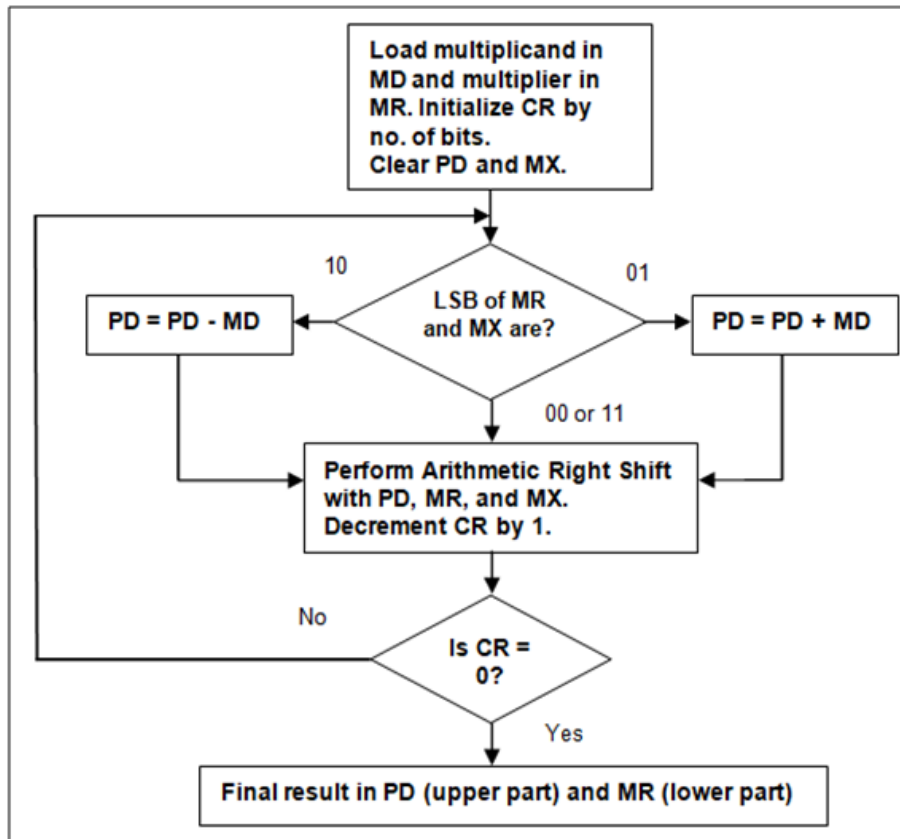 Load multiplicand in
MD and multiplier in
MR. Initialize CR by
no. of bits.
Clear PD and MX.
10
01
LSB of MR
and MX are?
PD = PD - MD
PD = PD + MD
00 or 11
Perform Arithmetic Right Shift
with PD, MR, and MX.
Decrement CR by 1.
No
Is CR =
0?
Yes
Final result in PD (upper part) and MR (lower part)